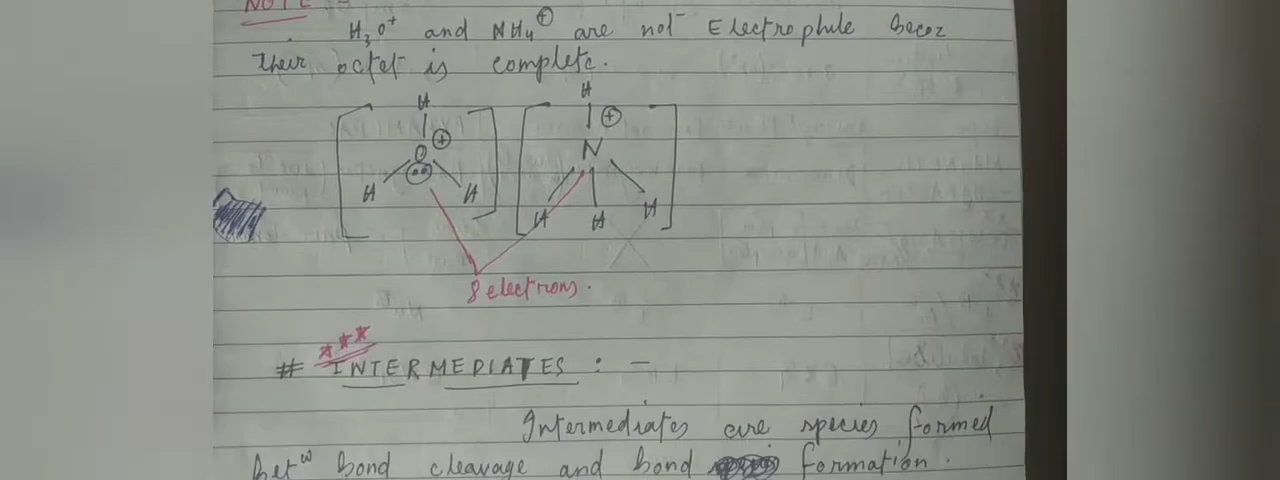 NOTE :-
H3O+ and NH4⊕ are not Electrophile becoz
their octet is complete.
H H
⊕ ⊕
O N
H H H H H
8 electrons.
# *** INTERMEDIATES : -
Intermediates are species formed
betʷ bond cleavage and bond formation.